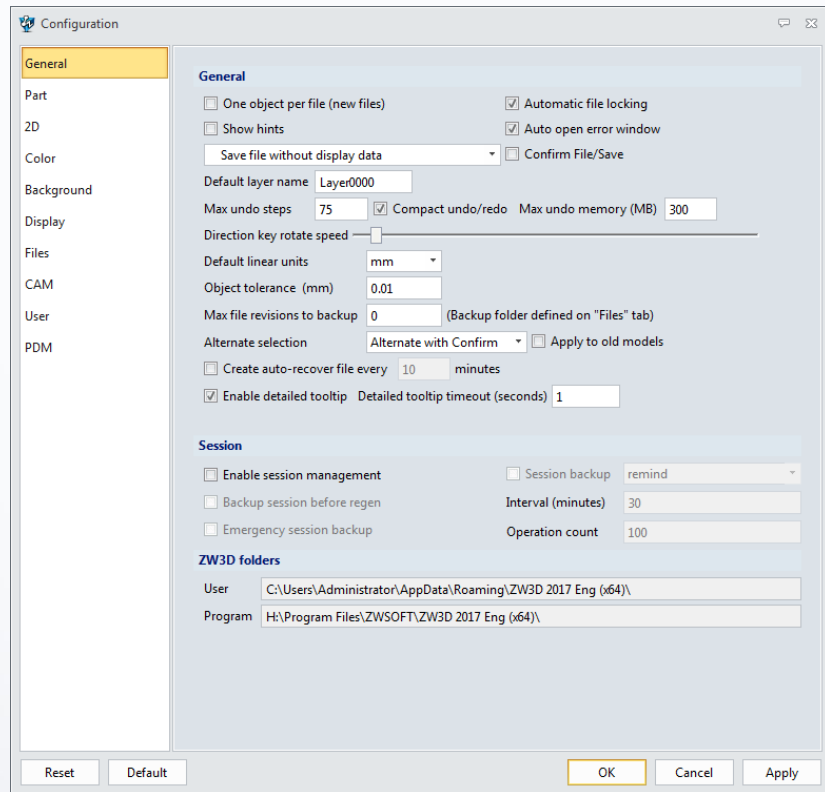 Configuration
General
Part
2D
Color
Background
Display
Files
CAM
User
PDM
General
One object per file (new files) Automatic file locking
Show hints Auto open error window
Save file without display data Confirm File/Save
Default layer name Layer0000
Max undo steps 75 Compact undo/redo Max undo memory (MB) 300
Direction key rotate speed
Default linear units mm
Object tolerance (mm) 0.01
Max file revisions to backup 0 (Backup folder defined on "Files" tab)
Alternate selection Alternate with Confirm Apply to old models
Create auto-recover file every 10 minutes
Enable detailed tooltip Detailed tooltip timeout (seconds) 1
Session
Enable session management Session backup remind
Backup session before regen Interval (minutes) 30
Emergency session backup Operation count 100
ZW3D folders
User C:\Users\Administrator\AppData\Roaming\ZW3D 2017 Eng (x64)\
Program H:\Program Files\ZWSOFT\ZW3D 2017 Eng (x64)\
Reset Default OK Cancel Apply